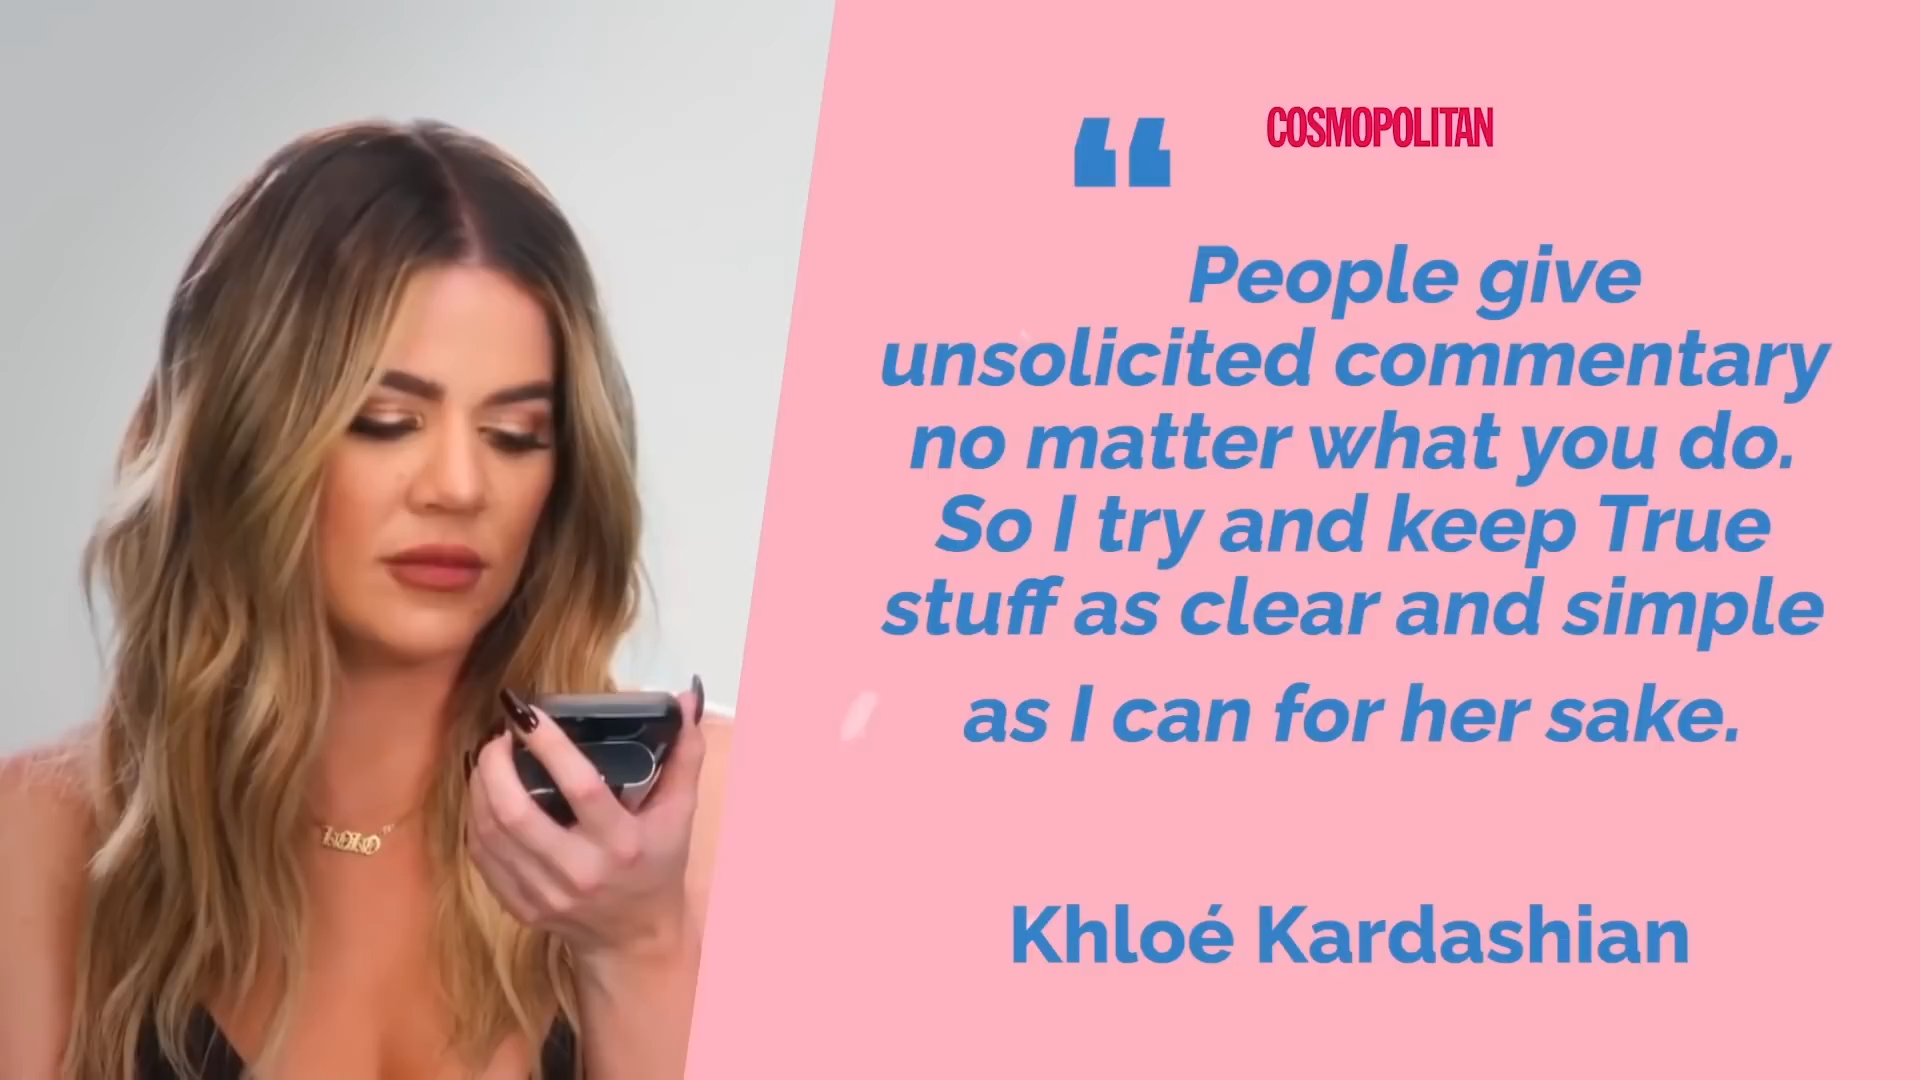 COSMOPOLITAN
“
People give
unsolicited commentary
no matter what you do.
So I try and keep True
stuff as clear and simple
as I can for her sake.
Khloé Kardashian